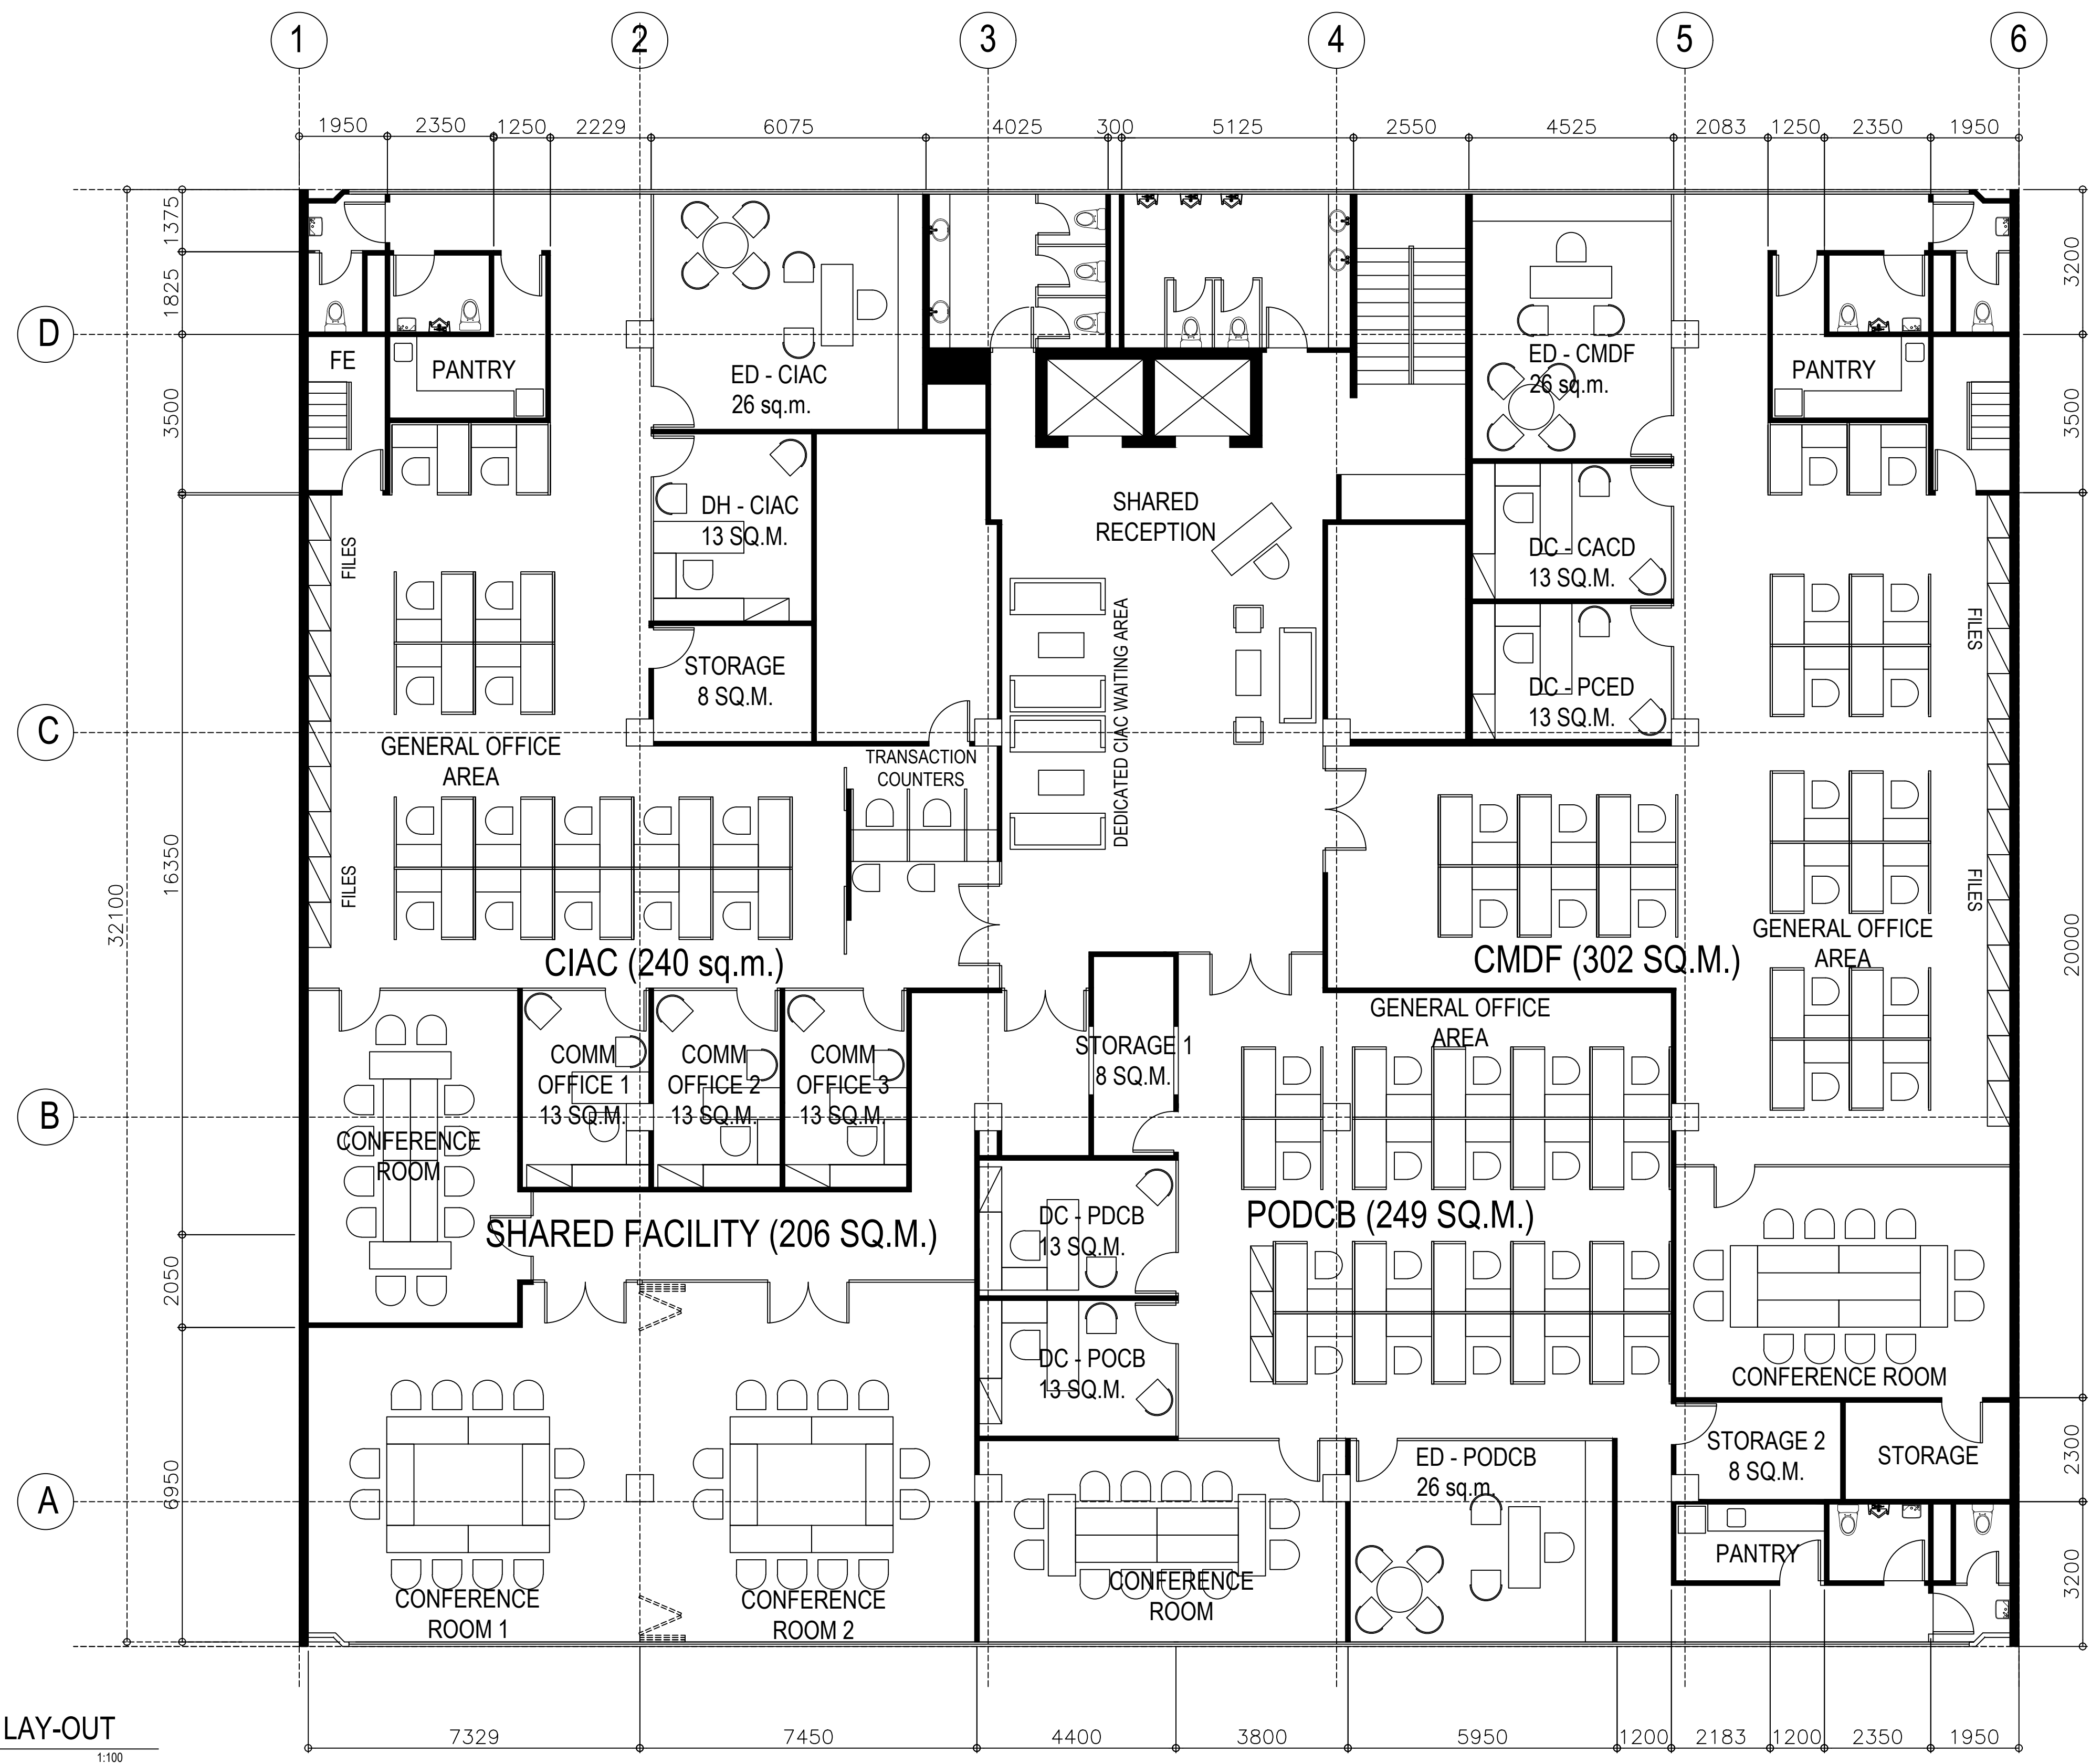 1
2
3
4
5
6
1950
2350
1250
2229
6075
4025
300
5125
2550
4525
2083
1250
2350
1950
1375
1825
3500
16350
32100
2050
6950
D
C
B
A
3200
3500
20000
2300
3200
FE
PANTRY
ED - CIAC
26 sq.m.
ED - CMDF
26 sq.m.
PANTRY
DH - CIAC
13 SQ.M.
SHARED
RECEPTION
DC - CACD
13 SQ.M.
FILES
FILES
STORAGE
8 SQ.M.
DEDICATED CIAC WAITING AREA
DC - PCED
13 SQ.M.
GENERAL OFFICE
AREA
TRANSACTION
COUNTERS
FILES
FILES
GENERAL OFFICE
AREA
CIAC (240 sq.m.)
CMDF (302 SQ.M.)
GENERAL OFFICE
AREA
COMM
OFFICE 1
13 SQ.M.
COMM
OFFICE 2
13 SQ.M.
COMM
OFFICE 3
13 SQ.M.
STORAGE 1
8 SQ.M.
CONFERENCE
ROOM
SHARED FACILITY (206 SQ.M.)
DC - PDCB
13 SQ.M.
PODCB (249 SQ.M.)
DC - POCB
13 SQ.M.
CONFERENCE ROOM
ED - PODCB
26 sq.m.
STORAGE 2
8 SQ.M.
STORAGE
PANTRY
CONFERENCE
ROOM 1
CONFERENCE
ROOM 2
CONFERENCE
ROOM
LAY-OUT
1:100
7329
7450
4400
3800
5950
1200
2183
1200
2350
1950